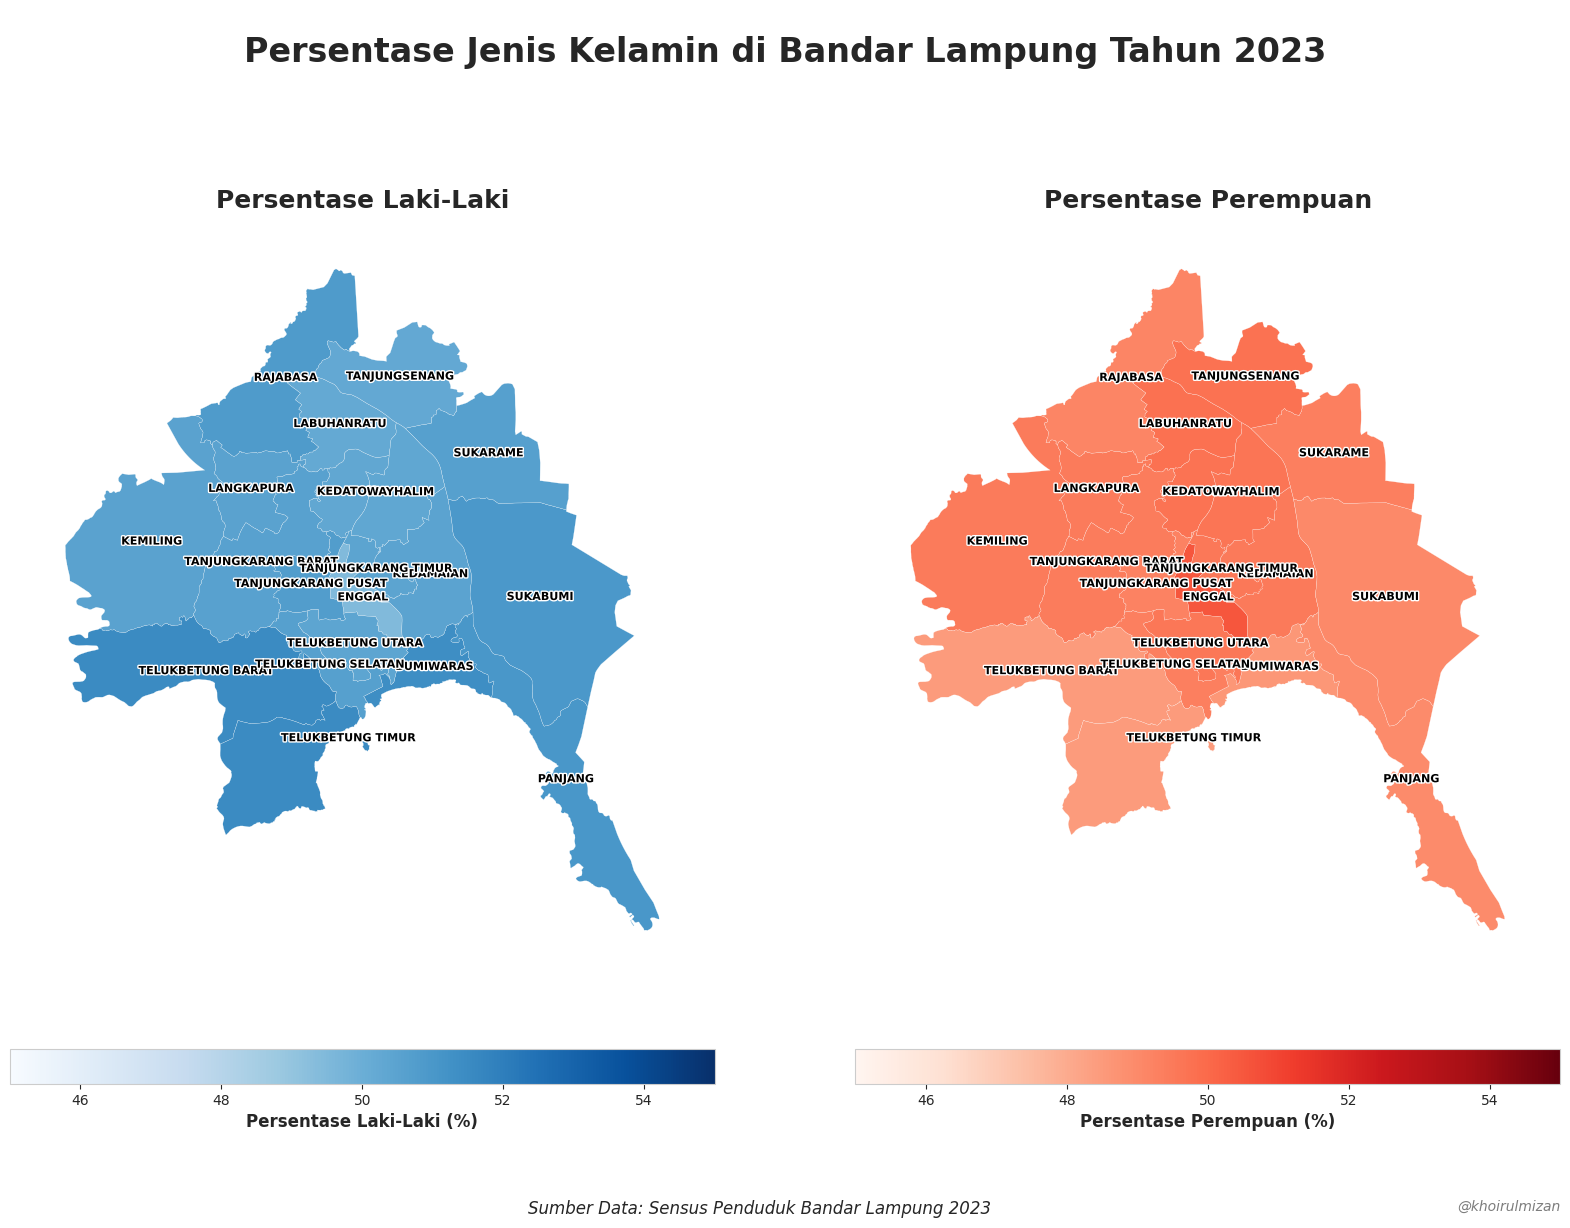 Persentase Jenis Kelamin di Bandar Lampung Tahun 2023
Persentase Laki-Laki
RAJABASA
TANJUNGSENANG
LABUHANRATU
SUKARAME
LANGKAPURA
KEDATON
WAYHALIM
KEMILING
TANJUNGKARANG BARAT
TANJUNGKARANG TIMUR
KEDAMAIAN
TANJUNGKARANG PUSAT
ENGGAL
SUKABUMI
TELUKBETUNG UTARA
TELUKBETUNG SELATAN
BUMIWARAS
TELUKBETUNG BARAT
TELUKBETUNG TIMUR
PANJANG
46 48 50 52 54
Persentase Laki-Laki (%)
Persentase Perempuan
RAJABASA
TANJUNGSENANG
LABUHANRATU
SUKARAME
LANGKAPURA
KEDATON
WAYHALIM
KEMILING
TANJUNGKARANG BARAT
TANJUNGKARANG TIMUR
KEDAMAIAN
TANJUNGKARANG PUSAT
ENGGAL
SUKABUMI
TELUKBETUNG UTARA
TELUKBETUNG SELATAN
BUMIWARAS
TELUKBETUNG BARAT
TELUKBETUNG TIMUR
PANJANG
46 48 50 52 54
Persentase Perempuan (%)
Sumber Data: Sensus Penduduk Bandar Lampung 2023
@khoirulmizan